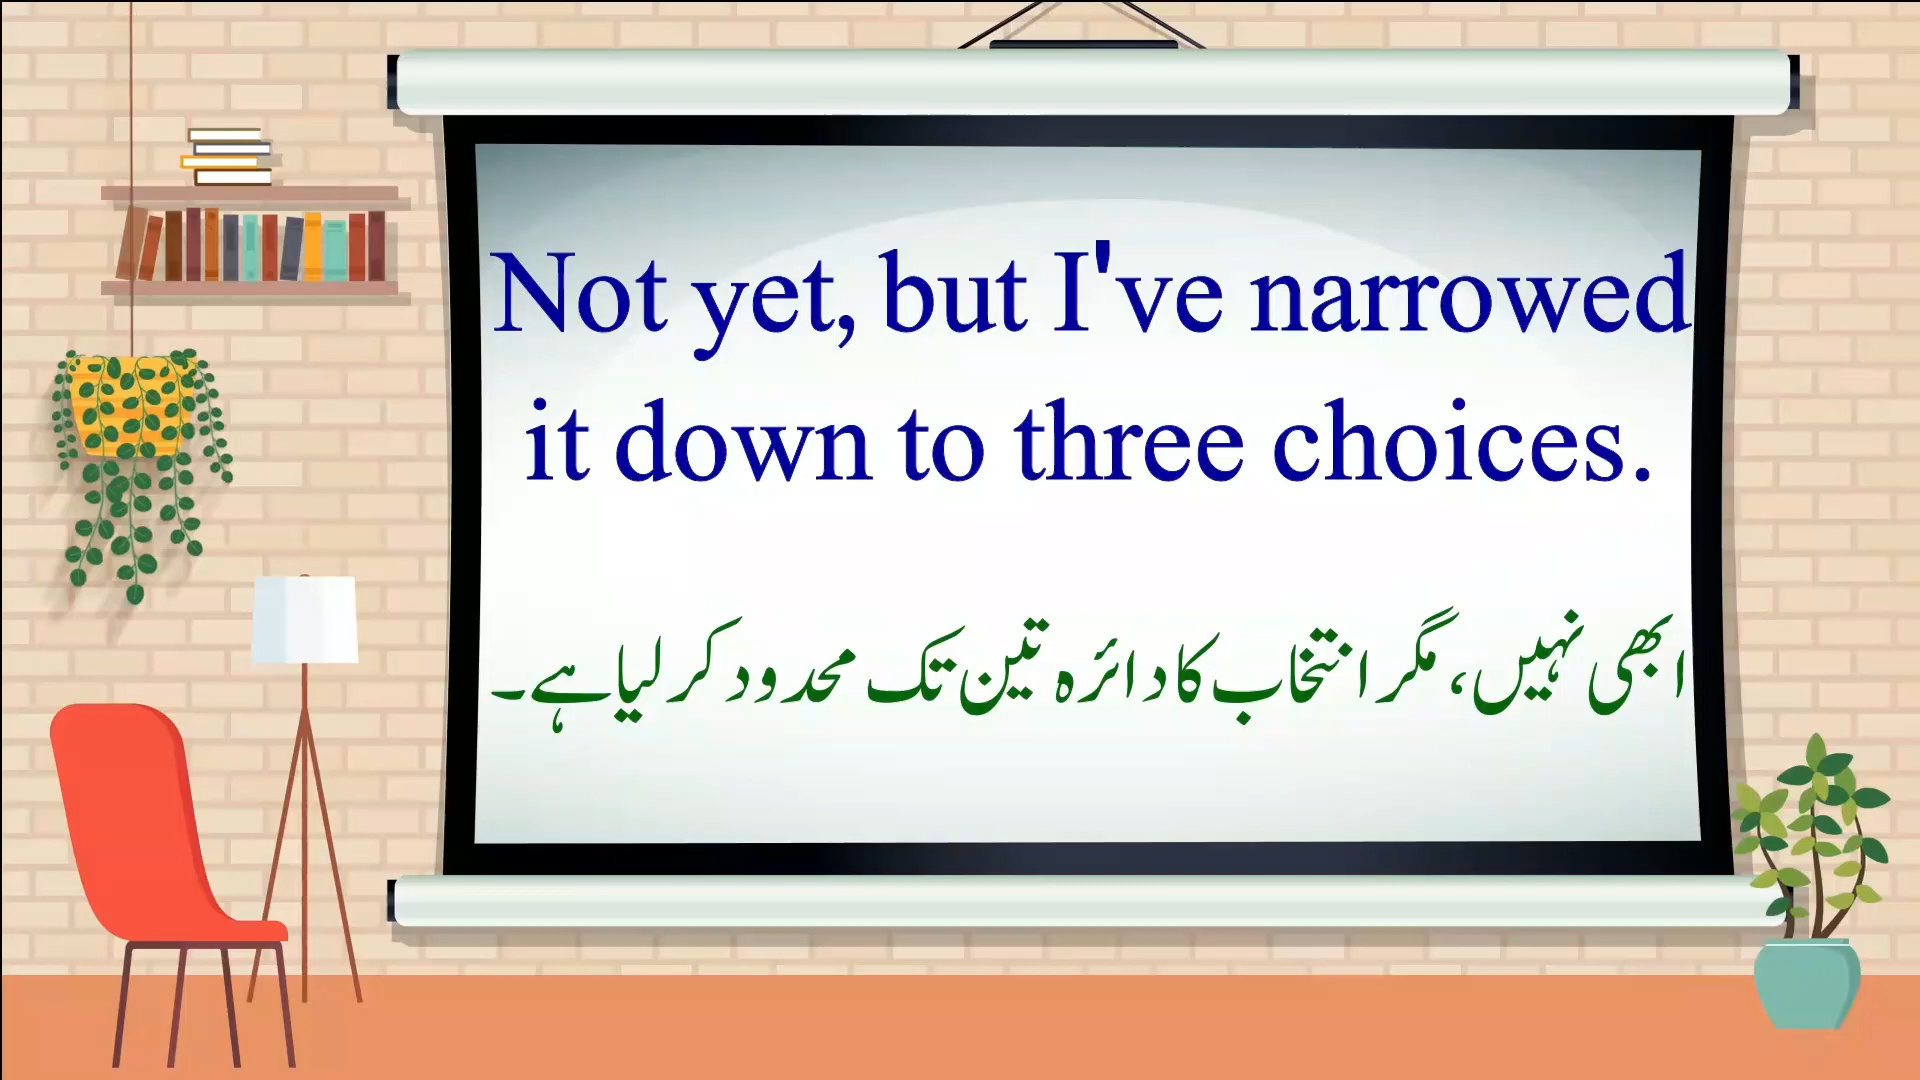 Not yet, but I've narrowed
it down to three choices.
ابھی نہیں، مگر انتخاب کا دائرہ تین تک محدود کر لیا ہے۔